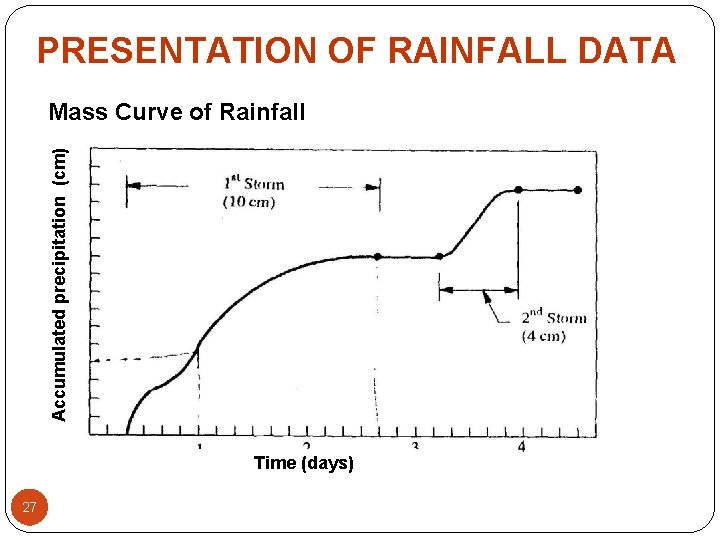 PRESENTATION OF RAINFALL DATA
Mass Curve of Rainfall
Accumulated precipitation (cm)
1st Storm
(10 cm)
2nd Storm
(4 cm)
1 2 3 4
Time (days)
27